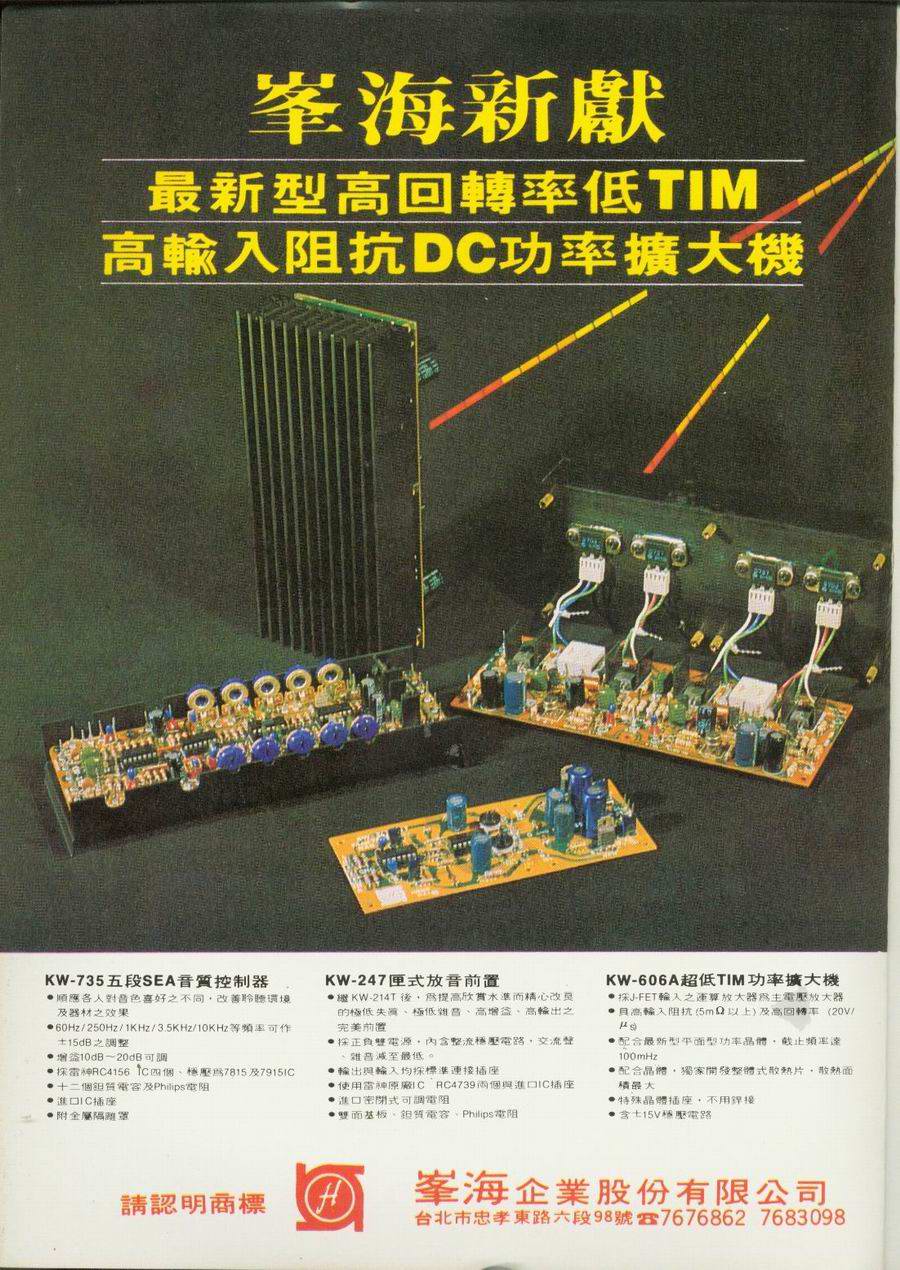 峯海新獻
最新型高回轉率低TIM
高輸入阻抗DC功率擴大機
KW-735五段SEA音質控制器
●順應各人對音色喜好之不同，改善聆聽環境
及器材之效果
●60Hz/250Hz/1KHz/3.5KHz/10KHz等頻率可作
±15dB之調整
●增益10dB～20dB可調
●採雷神RC4156 IC四個、穩壓爲7815及7915IC
●十二個鉭質電容及Philips電阻
●進口IC插座
●附金屬隔離罩
KW-247匣式放音前置
●繼KW-214T後，爲提高欣賞水準而精心改良
的極低失眞、極低雜音、高增益、高輸出之
完美前置
●採正負雙電源，內含整流穩壓電路，交流聲
、雜音減至最低。
●輸出與輸入均採標準連接插座
●使用雷神原廠IC RC4739兩個與進口IC插座
●進口密閉式可調電阻
●雙面基板、鉭質電容、Philips電阻
KW-606A超低TIM功率擴大機
●採J-FET輸入之運算放大器爲主電壓放大器
●具高輸入阻抗(5mΩ以上)及高回轉率 (20V/
μs)
●配合最新型平面型功率晶體，截止頻率達
100mHz
●配合晶體，獨家開發整體式散熱片，散熱面
積最大
●特殊晶體插座，不用銲接
●含±15V穩壓電路
請認明商標
H
峯海企業股份有限公司
台北市忠孝東路六段98號☎7676862 7683098